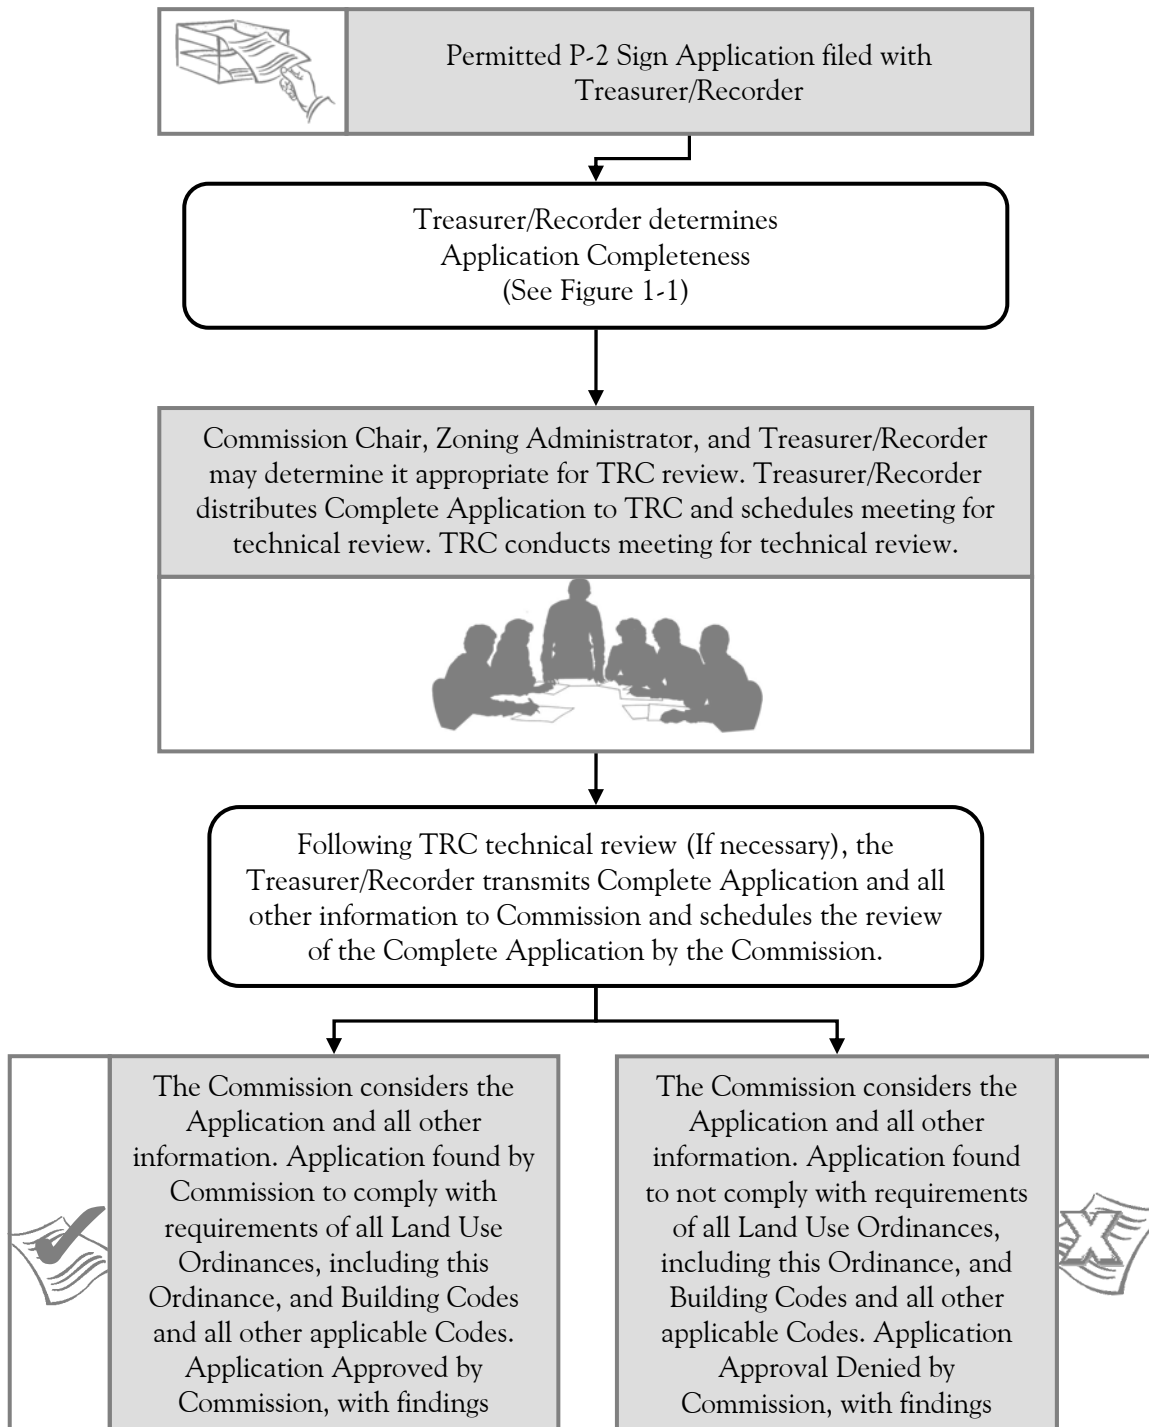 Permitted P-2 Sign Application filed with
Treasurer/Recorder
Treasurer/Recorder determines
Application Completeness
(See Figure 1-1)
Commission Chair, Zoning Administrator, and Treasurer/Recorder
may determine it appropriate for TRC review. Treasurer/Recorder
distributes Complete Application to TRC and schedules meeting for
technical review. TRC conducts meeting for technical review.
Following TRC technical review (If necessary), the
Treasurer/Recorder transmits Complete Application and all
other information to Commission and schedules the review
of the Complete Application by the Commission.
The Commission considers the
Application and all other
information. Application found by
Commission to comply with
requirements of all Land Use
Ordinances, including this
Ordinance, and Building Codes
and all other applicable Codes.
Application Approved by
Commission, with findings
The Commission considers the
Application and all other
information. Application found
to not comply with requirements
of all Land Use Ordinances,
including this Ordinance, and
Building Codes and all other
applicable Codes. Application
Approval Denied by
Commission, with findings